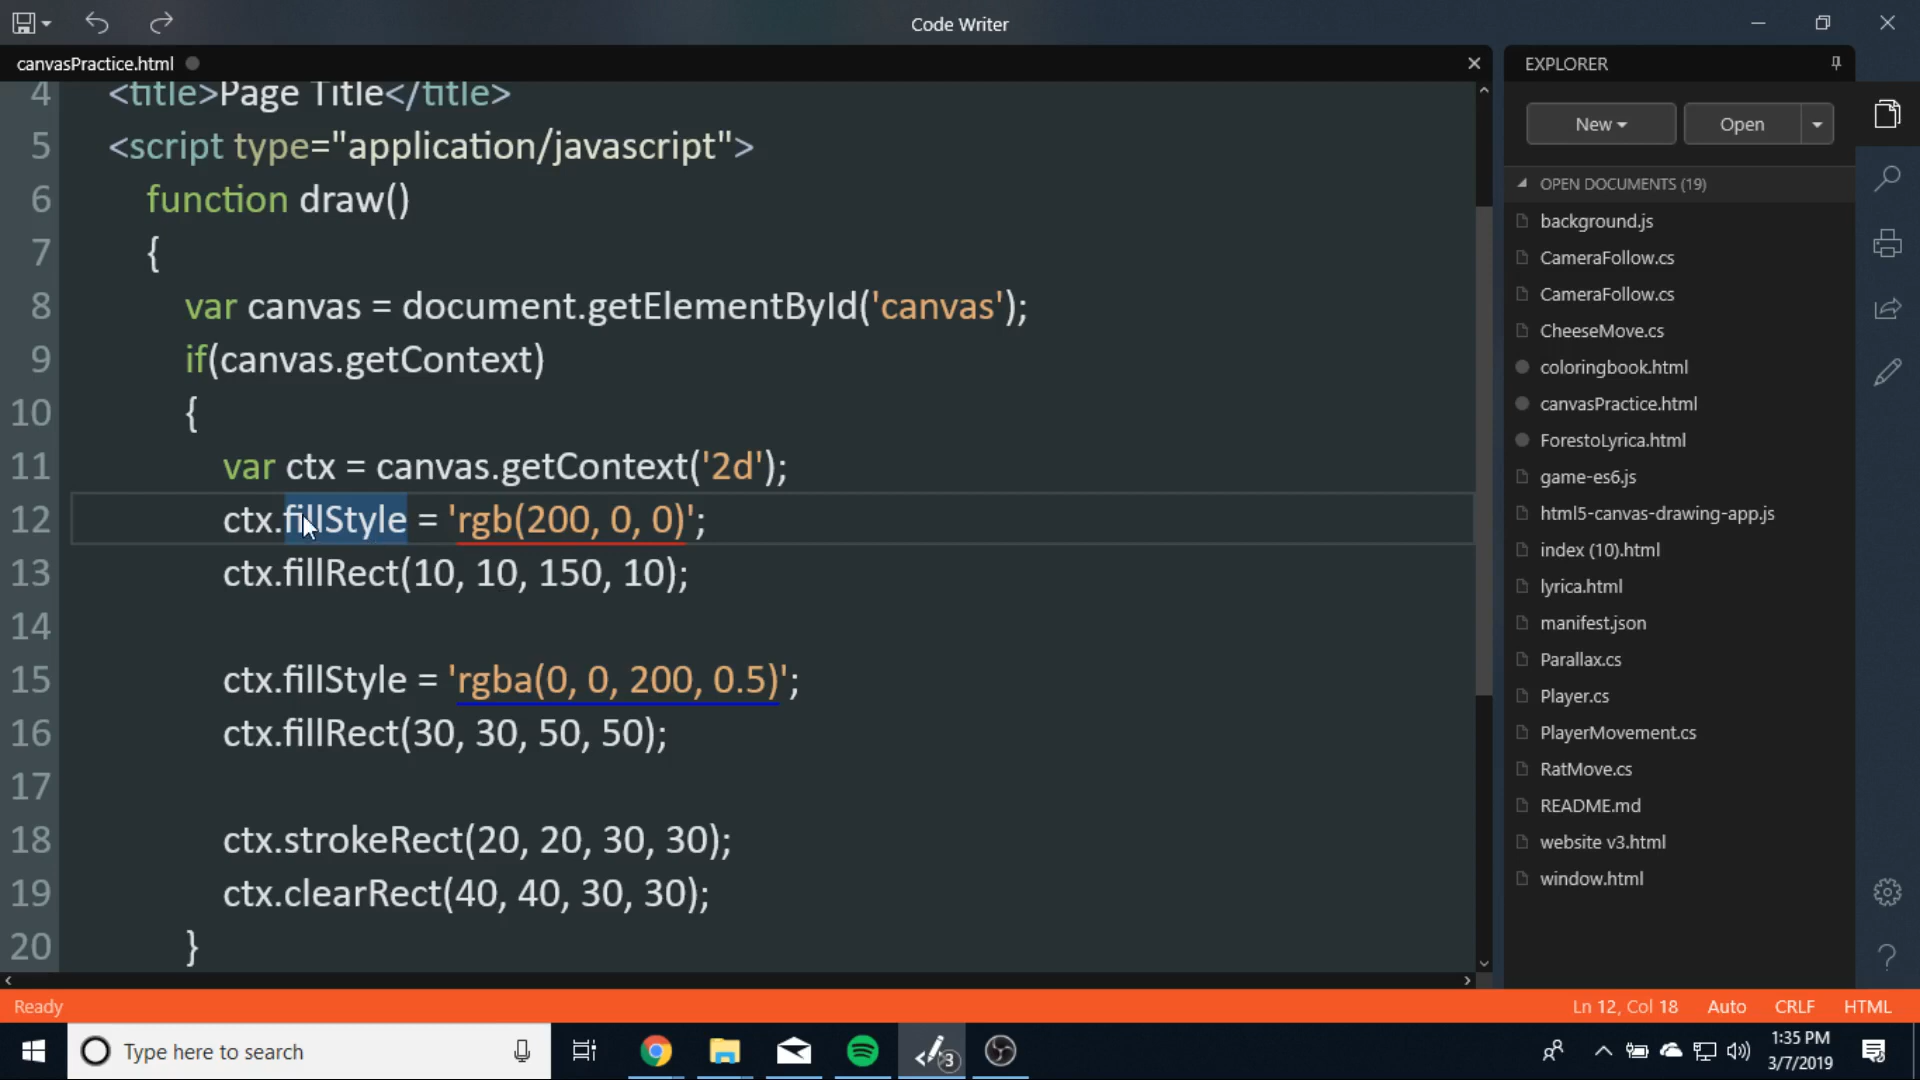 Code Writer
canvasPractice.html
4 <title>Page Title</title>
5 <script type="application/javascript">
6 function draw()
7 {
8 var canvas = document.getElementById('canvas');
9 if(canvas.getContext)
10 {
11 var ctx = canvas.getContext('2d');
12 ctx.fillStyle = 'rgb(200, 0, 0)';
13 ctx.fillRect(10, 10, 150, 10);
14
15 ctx.fillStyle = 'rgba(0, 0, 200, 0.5)';
16 ctx.fillRect(30, 30, 50, 50);
17
18 ctx.strokeRect(20, 20, 30, 30);
19 ctx.clearRect(40, 40, 30, 30);
20 }
EXPLORER
New Open
OPEN DOCUMENTS (19)
background.js
CameraFollow.cs
CameraFollow.cs
CheeseMove.cs
coloringbook.html
canvasPractice.html
ForestoLyrica.html
game-es6.js
html5-canvas-drawing-app.js
index (10).html
lyrica.html
manifest.json
Parallax.cs
Player.cs
PlayerMovement.cs
RatMove.cs
README.md
website v3.html
window.html
Ready Ln 12, Col 18 Auto CRLF HTML
Type here to search
3
1:35 PM
3/7/2019